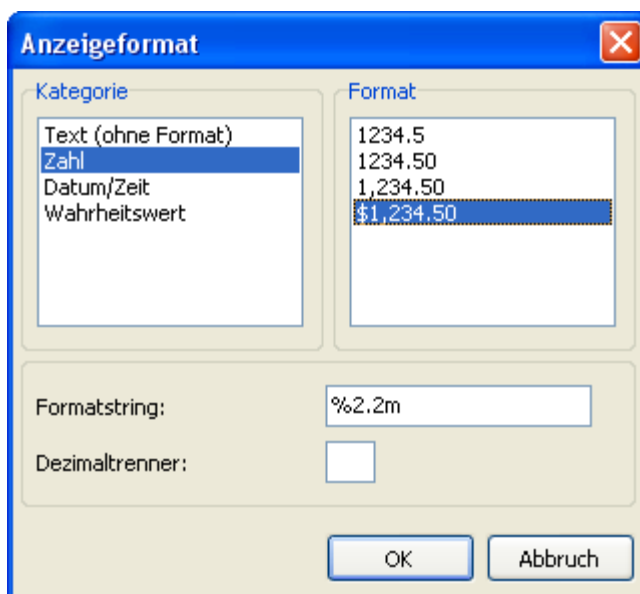 Anzeigeformat
Kategorie
Text (ohne Format)
Zahl
Datum/Zeit
Wahrheitswert
Format
1234.5
1234.50
1,234.50
$1,234.50
Formatstring:
%2.2m
Dezimaltrenner:
OK
Abbruch